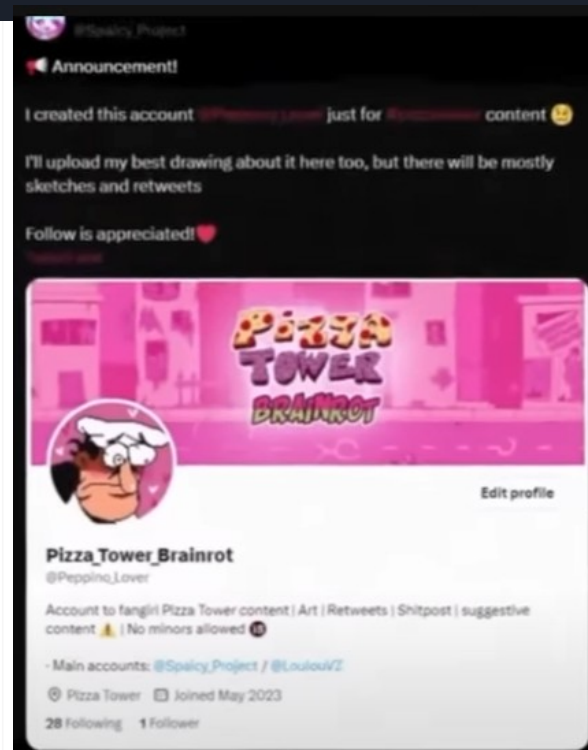 @Spaicy_Project
📢 Announcement!
I created this account @Peppino_Lover just for content 🤨
I'll upload my best drawing about it here too, but there will be mostly
sketches and retweets
Follow is appreciated!❤️
PIZZA
TOWER
BRAINROT
Edit profile
Pizza_Tower_Brainrot
@Peppino_Lover
Account to fangirl Pizza Tower content | Art | Retweets | Shitpost | suggestive
content ⚠️ | No minors allowed 🔞
- Main accounts: @Spaicy_Project / @LoulouVZ
Pizza Tower Joined May 2023
28 Following 1 Follower